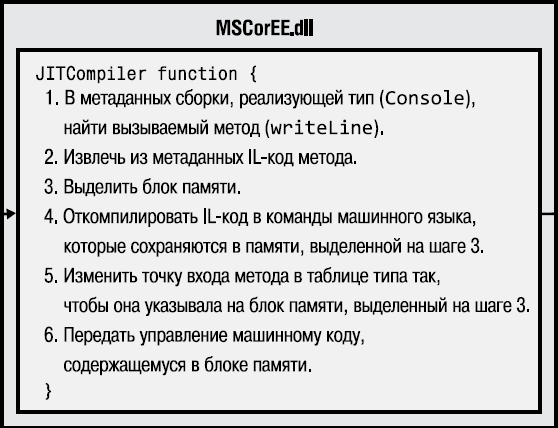 MSCorEE.dll
JITCompiler function {
1. В метаданных сборки, реализующей тип (Console),
найти вызываемый метод (writeLine).
2. Извлечь из метаданных IL-код метода.
3. Выделить блок памяти.
4. Откомпилировать IL-код в команды машинного языка,
которые сохраняются в памяти, выделенной на шаге 3.
5. Изменить точку входа метода в таблице типа так,
чтобы она указывала на блок памяти, выделенный на шаге 3.
6. Передать управление машинному коду,
содержащемуся в блоке памяти.
}